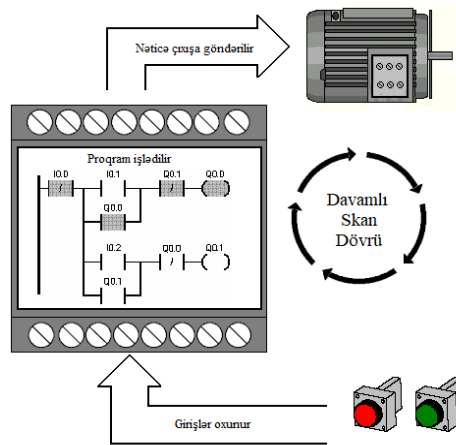 Nəticə çıxışa göndərilir
Proqram işlədilir
I0.0 I0.1 Q0.1 Q0.0
Q0.0
I0.2 Q0.0 Q0.1
Q0.1
Davamlı
Skan
Dövrü
Girişlər oxunur